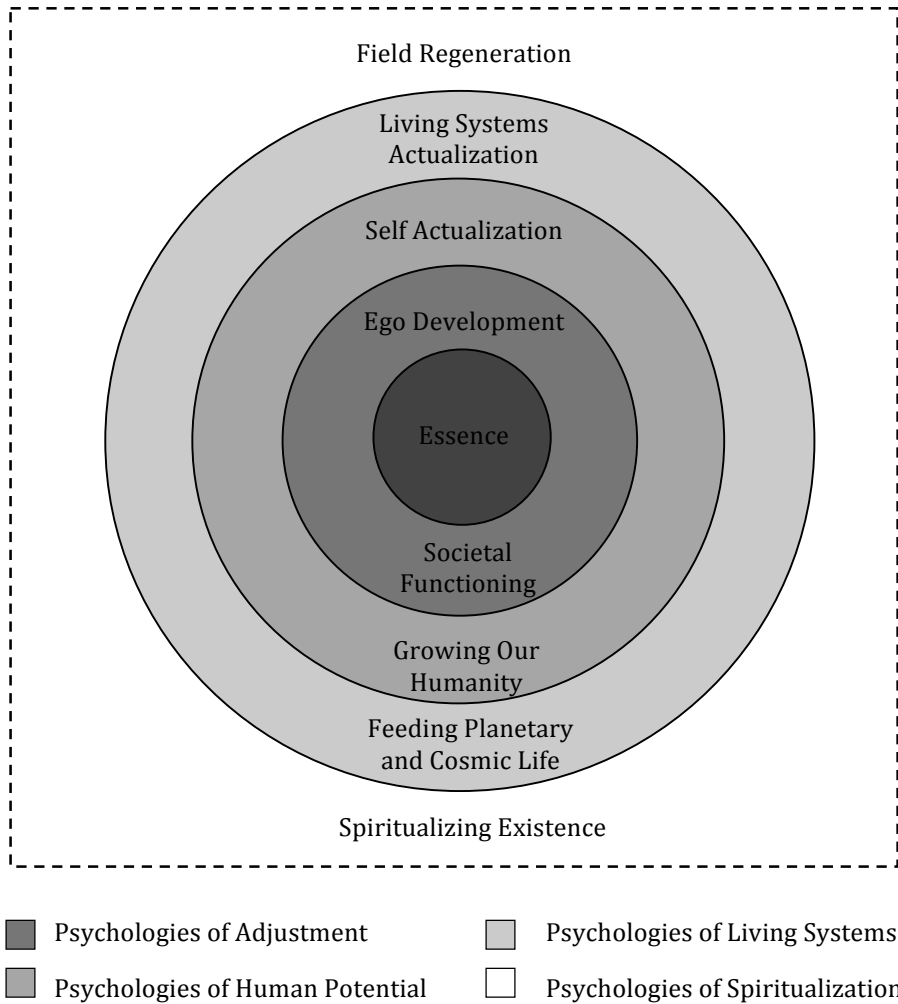 Field Regeneration
Living Systems
Actualization
Self Actualization
Ego Development
Essence
Societal
Functioning
Growing Our
Humanity
Feeding Planetary
and Cosmic Life
Spiritualizing Existence
Psychologies of Adjustment
Psychologies of Living Systems
Psychologies of Human Potential
Psychologies of Spiritualization